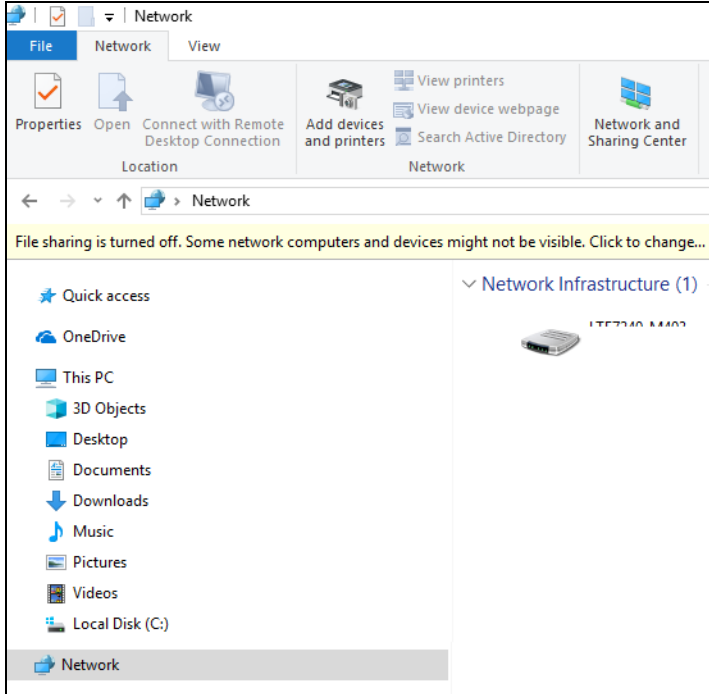 Network
File Network View
Properties
Open
Connect with Remote
Desktop Connection
Location
Add devices
and printers
View printers
View device webpage
Search Active Directory
Network
Network and
Sharing Center
Network
File sharing is turned off. Some network computers and devices might not be visible. Click to change...
Quick access
OneDrive
This PC
3D Objects
Desktop
Documents
Downloads
Music
Pictures
Videos
Local Disk (C:)
Network
Network Infrastructure (1)